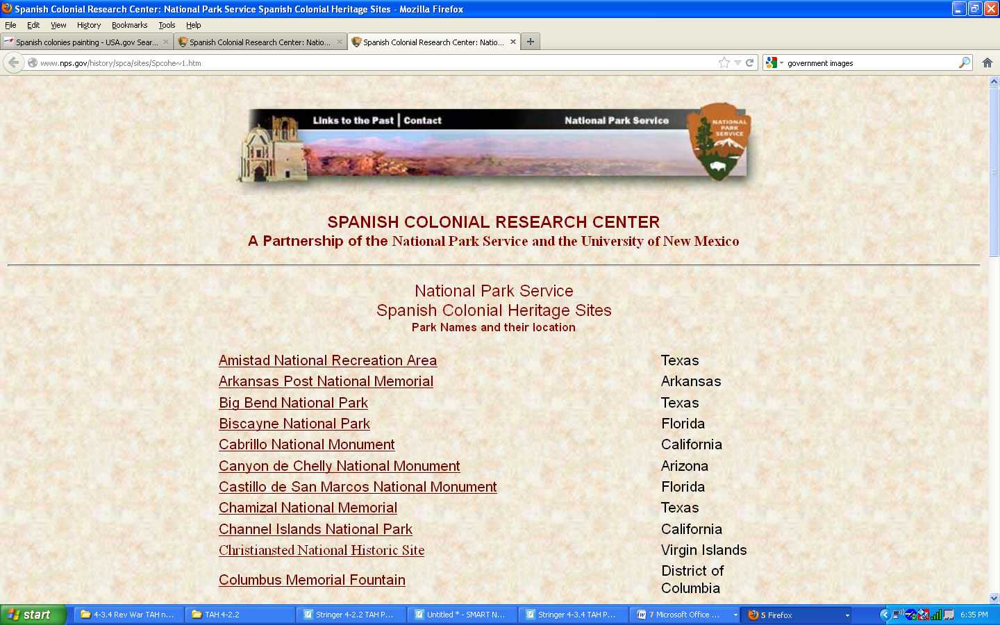 Spanish Colonial Research Center: National Park Service Spanish Colonial Heritage Sites - Mozilla Firefox
File Edit View History Bookmarks Tools Help
Spanish colonies painting - USA.gov Sear... Spanish Colonial Research Center: Natio... Spanish Colonial Research Center: Natio...
www.nps.gov/history/spca/sites/Spcohe~1.htm government images
Links to the Past | Contact National Park Service
NATIONAL
PARK
SERVICE
SPANISH COLONIAL RESEARCH CENTER
A Partnership of the National Park Service and the University of New Mexico
National Park Service
Spanish Colonial Heritage Sites
Park Names and their location
Amistad National Recreation Area Texas
Arkansas Post National Memorial Arkansas
Big Bend National Park Texas
Biscayne National Park Florida
Cabrillo National Monument California
Canyon de Chelly National Monument Arizona
Castillo de San Marcos National Monument Florida
Chamizal National Memorial Texas
Channel Islands National Park California
Christiansted National Historic Site Virgin Islands
Columbus Memorial Fountain District of
Columbia
start 4-3.4 Rev War TAH n... TAH 4-2.2 Stringer 4-2.2 TAH P... Untitled * - SMART N... Stringer 4-3.4 TAH P... 7 Microsoft Office ... 5 Firefox 6:35 PM